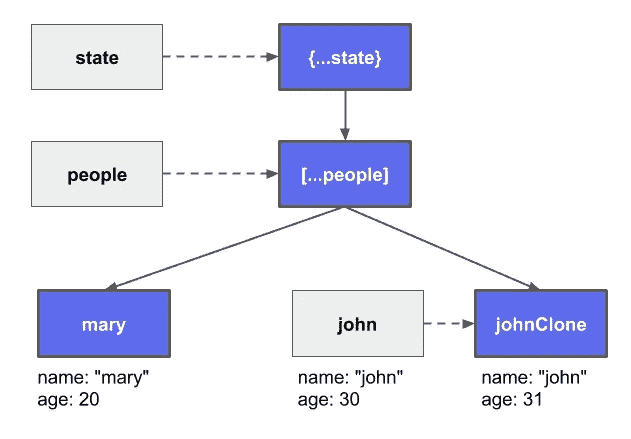 state
{...state}
people
[...people]
mary
john
johnClone
name: "mary"
age: 20
name: "john"
age: 30
name: "john"
age: 31